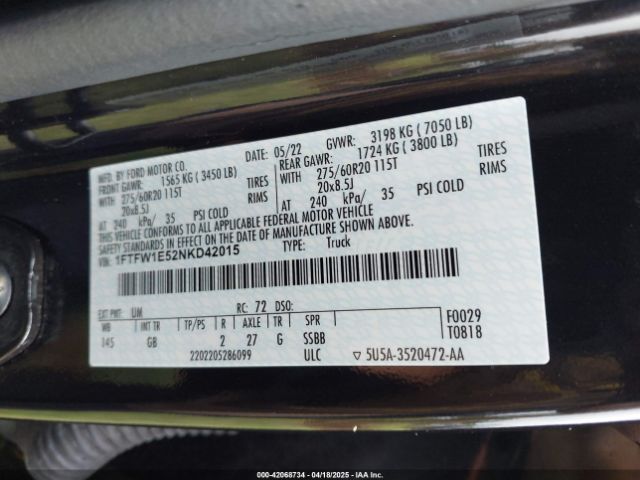 MFD. BY FORD MOTOR CO.
DATE: 05/22 GVWR: 3198 KG ( 7050 LB)
FRONT GAWR: 1565 KG ( 3450 LB)
REAR GAWR: 1724 KG ( 3800 LB)
WITH 275/60R20 115T TIRES
WITH 275/60R20 115T TIRES
20x8.5J RIMS
20x8.5J RIMS
AT 240 kPa/ 35 PSI COLD
AT 240 kPa/ 35 PSI COLD
THIS VEHICLE CONFORMS TO ALL APPLICABLE FEDERAL MOTOR VEHICLE
SAFETY STANDARDS IN EFFECT ON THE DATE OF MANUFACTURE SHOWN ABOVE
VIN: 1FTFW1E52NKD42015 TYPE: Truck
EXT PNT: UM RC: 72 DSO:
WB INT TR TP/PS R AXLE TR SPR
145 GB 2 27 G SSBB
2202205286099 ULC
F0029
T0818
5U5A-3520472-AA
000-42068734 - 04/18/2025 - IAA Inc.